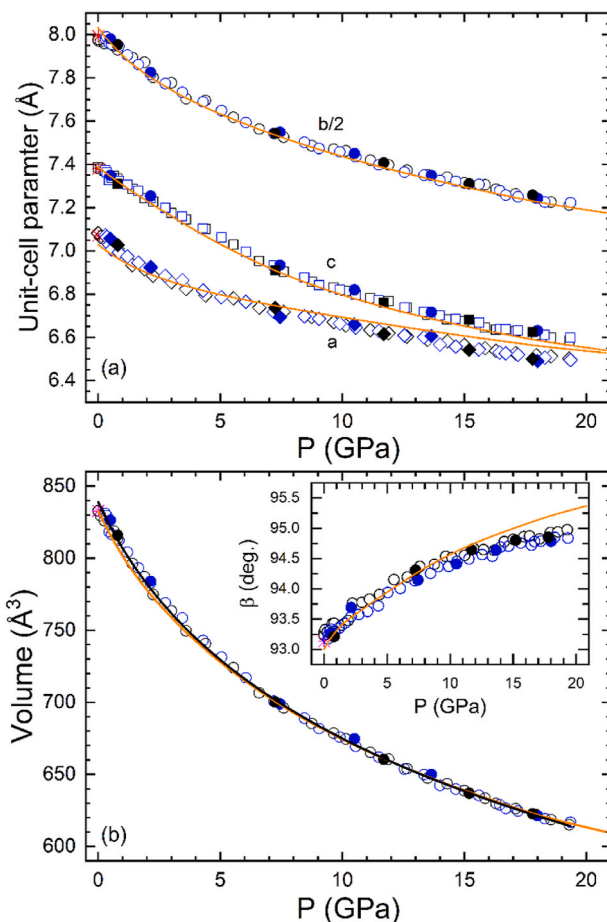 8.0
7.8
7.6
7.4
7.2
7.0
6.8
6.6
6.4
Unit-cell paramter (Å)
b/2
c
a
(a)
0 5 10 15 20
P (GPa)
850
800
750
700
650
600
Volume (Å³)
95.5
95.0
94.5
94.0
93.5
93.0
β (deg.)
0 5 10 15 20
P (GPa)
(b)
0 5 10 15 20
P (GPa)